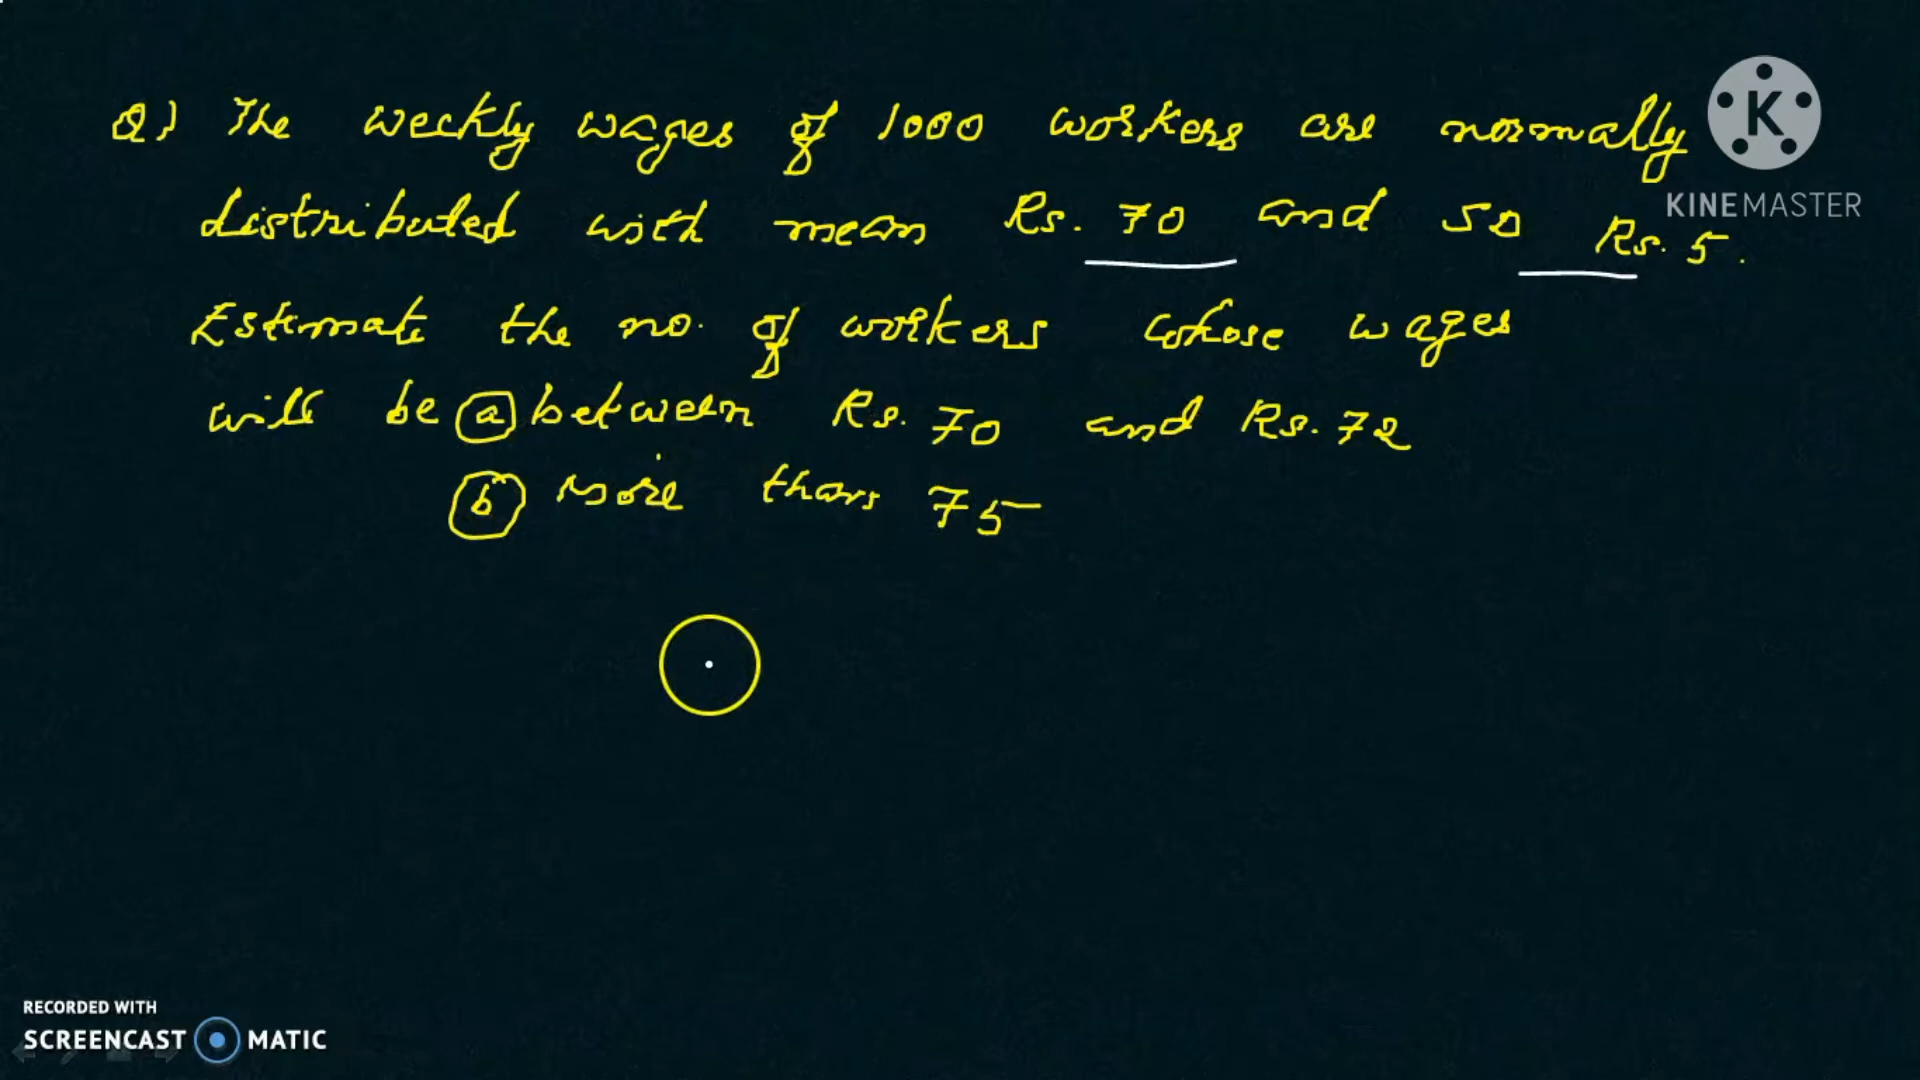 Q) The weekly wages of 1000 workers are normally
distributed with mean Rs. 70 and SD Rs. 5.
Estimate the no. of workers whose wages
will be (a) between Rs. 70 and Rs. 72
(b) More than 75
K
KINEMASTER
RECORDED WITH
SCREENCAST MATIC